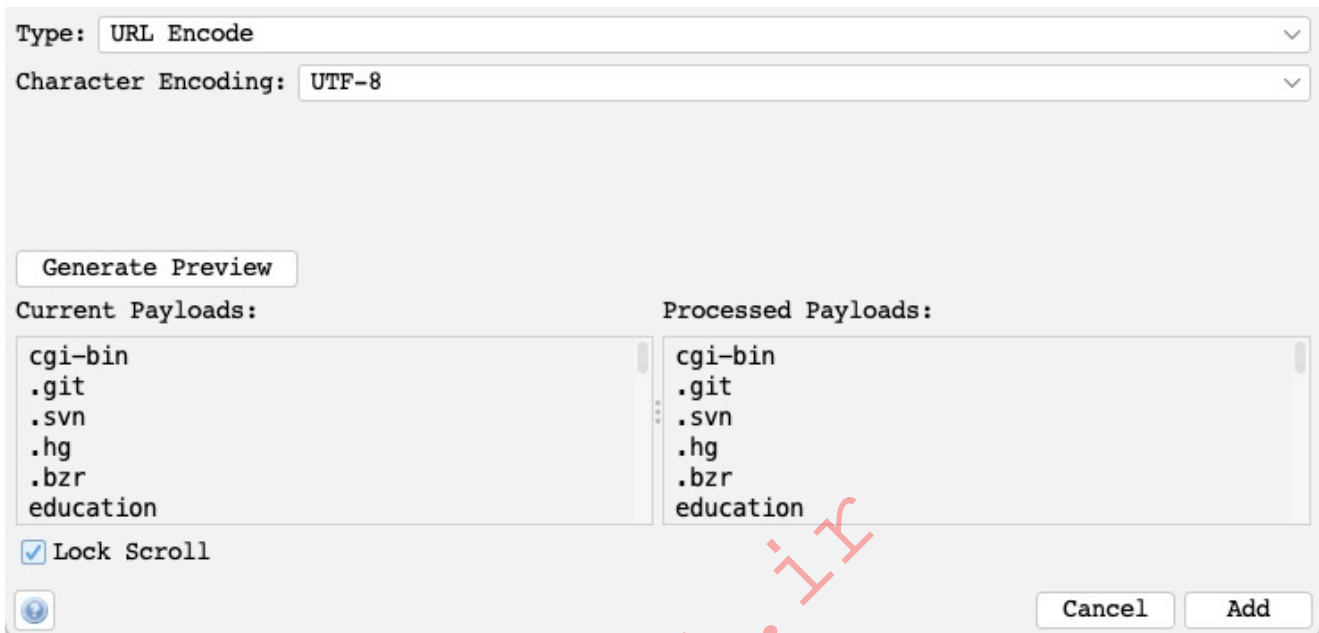 Type: URL Encode
Character Encoding: UTF-8
Generate Preview
Current Payloads:
Processed Payloads:
cgi-bin
.git
.svn
.hg
.bzr
education
cgi-bin
.git
.svn
.hg
.bzr
education
Lock Scroll
Cancel
Add
.ir